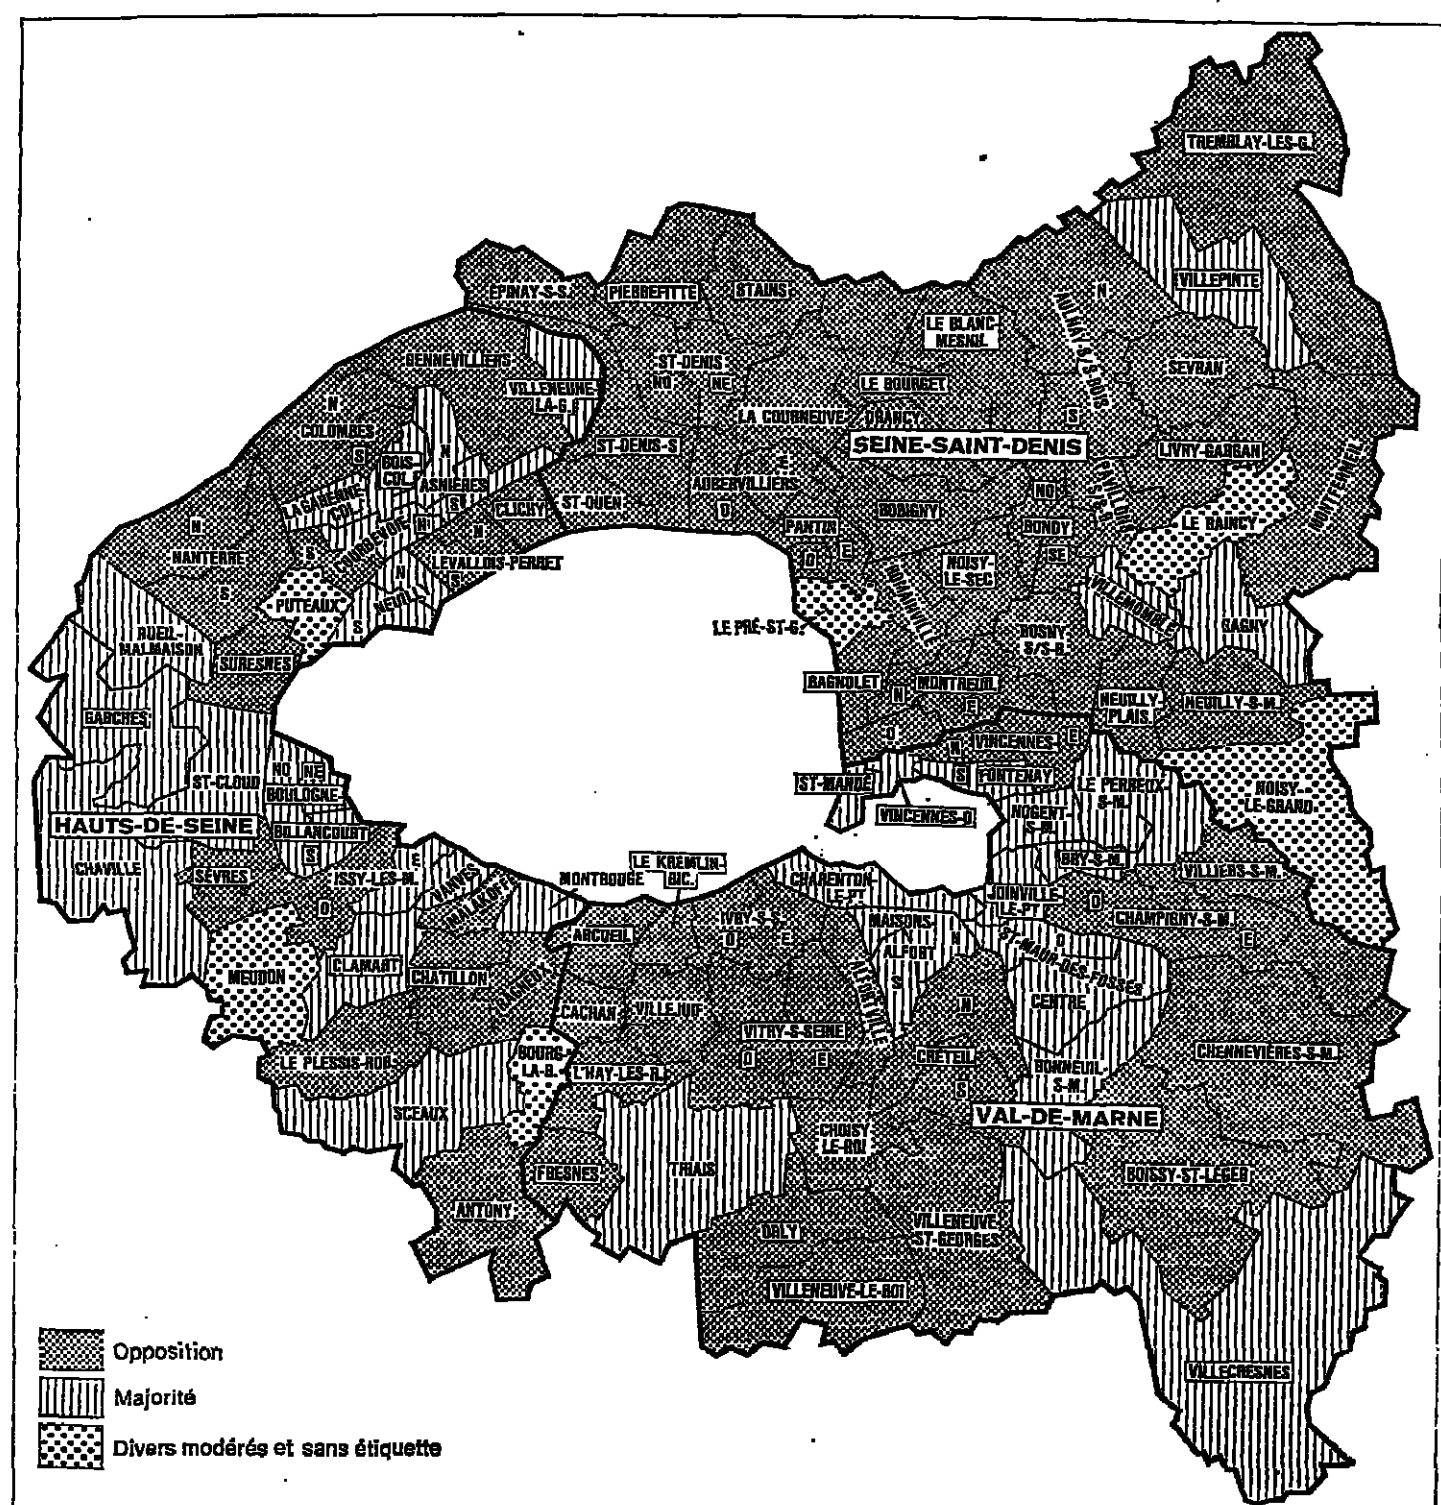 TREMBLAY-LES-G.
VILLEPINTE
ÉPINAY-S-S.
PIERREFITTE
STAINS
N
AULNAY-S/S-BOIS
S
LE BLANC-
MESNIL
SEVRAN
GENNEVILLIERS
VILLENEUVE-
LA-G.
ST-DENIS
NO
NE
LE BOURGET
LA COURNEUVE
DRANCY
N
COLOMBES
S
BOIS-
COL.
N
ASNIÈRES
S
ST-DENIS-S
SEINE-SAINT-DENIS
LIVRY-GARGAN
MONTFERMEIL
LA GARENNE-
COL.
AUBERVILLIERS
O
PAVILLONS
S/B
ST-OUEN
CLICHY
N
COURBEVOIE
N
S
NO
BONDY
SE
BOBIGNY
PANTIN
O
E
LE RAINCY
N
NANTERRE
S
LEVALLOIS-PERRET
S
NOISY-
LE-SEC
ROMAINVILLE
PUTEAUX
N
NEUILLY
S
VILLEMOMBLE
GAGNY
LE PRÉ-ST-G.
ROSNY
S/S-B.
RUEIL-
MALMAISON
SURESNES
BAGNOLET
N
MONTREUIL
E
O
NEUILLY-
PLAIS.
NEUILLY-S-M.
GARCHES
VINCENNES-
E
N
S
FONTENAY
ST-CLOUD
NO
NE
BOULOGNE-
BILLANCOURT
S
ST-MANDÉ
VINCENNES-O
LE PERREUX
S-M.
NOGENT-
S-M.
NOISY-
LE-GRAND
HAUTS-DE-SEINE
BRY-S-M.
VILLIERS-S-M.
CHAVILLE
SÈVRES
O
E
ISSY-LES-M.
VANVES
MALAKOFF
MONTROUGE
LE KREMLIN-
BIC.
CHARENTON-
LE-PT
JOINVILLE-
LE-PT
O
CHAMPIGNY-S-M.
E
ARCUEIL
IVRY-S-S
O
E
MAISONS-
ALFORT
N
S
O
ST-MAUR-DES-FOSSÉS
CENTRE
MEUDON
CLAMART
CHATILLON
BAGNEUX
CACHAN
VILLEJUIF
ALFORTVILLE
N
CRÉTEIL
S
VITRY-S-SEINE
O
E
CHENNEVIÈRES-S-M.
LE PLESSIS-ROB.
BOURG-
LA-R.
L'HAY-LES-R.
BONNEUIL-
S-M.
SCEAUX
VAL-DE-MARNE
CHOISY
LE-ROI
FRESNES
THIAIS
BOISSY-ST-LÉGER
ANTONY
ORLY
VILLENEUVE-
ST-GEORGES
VILLENEUVE-LE-ROI
VILLECRESNES
Opposition
Majorité
Divers modérés et sans étiquette